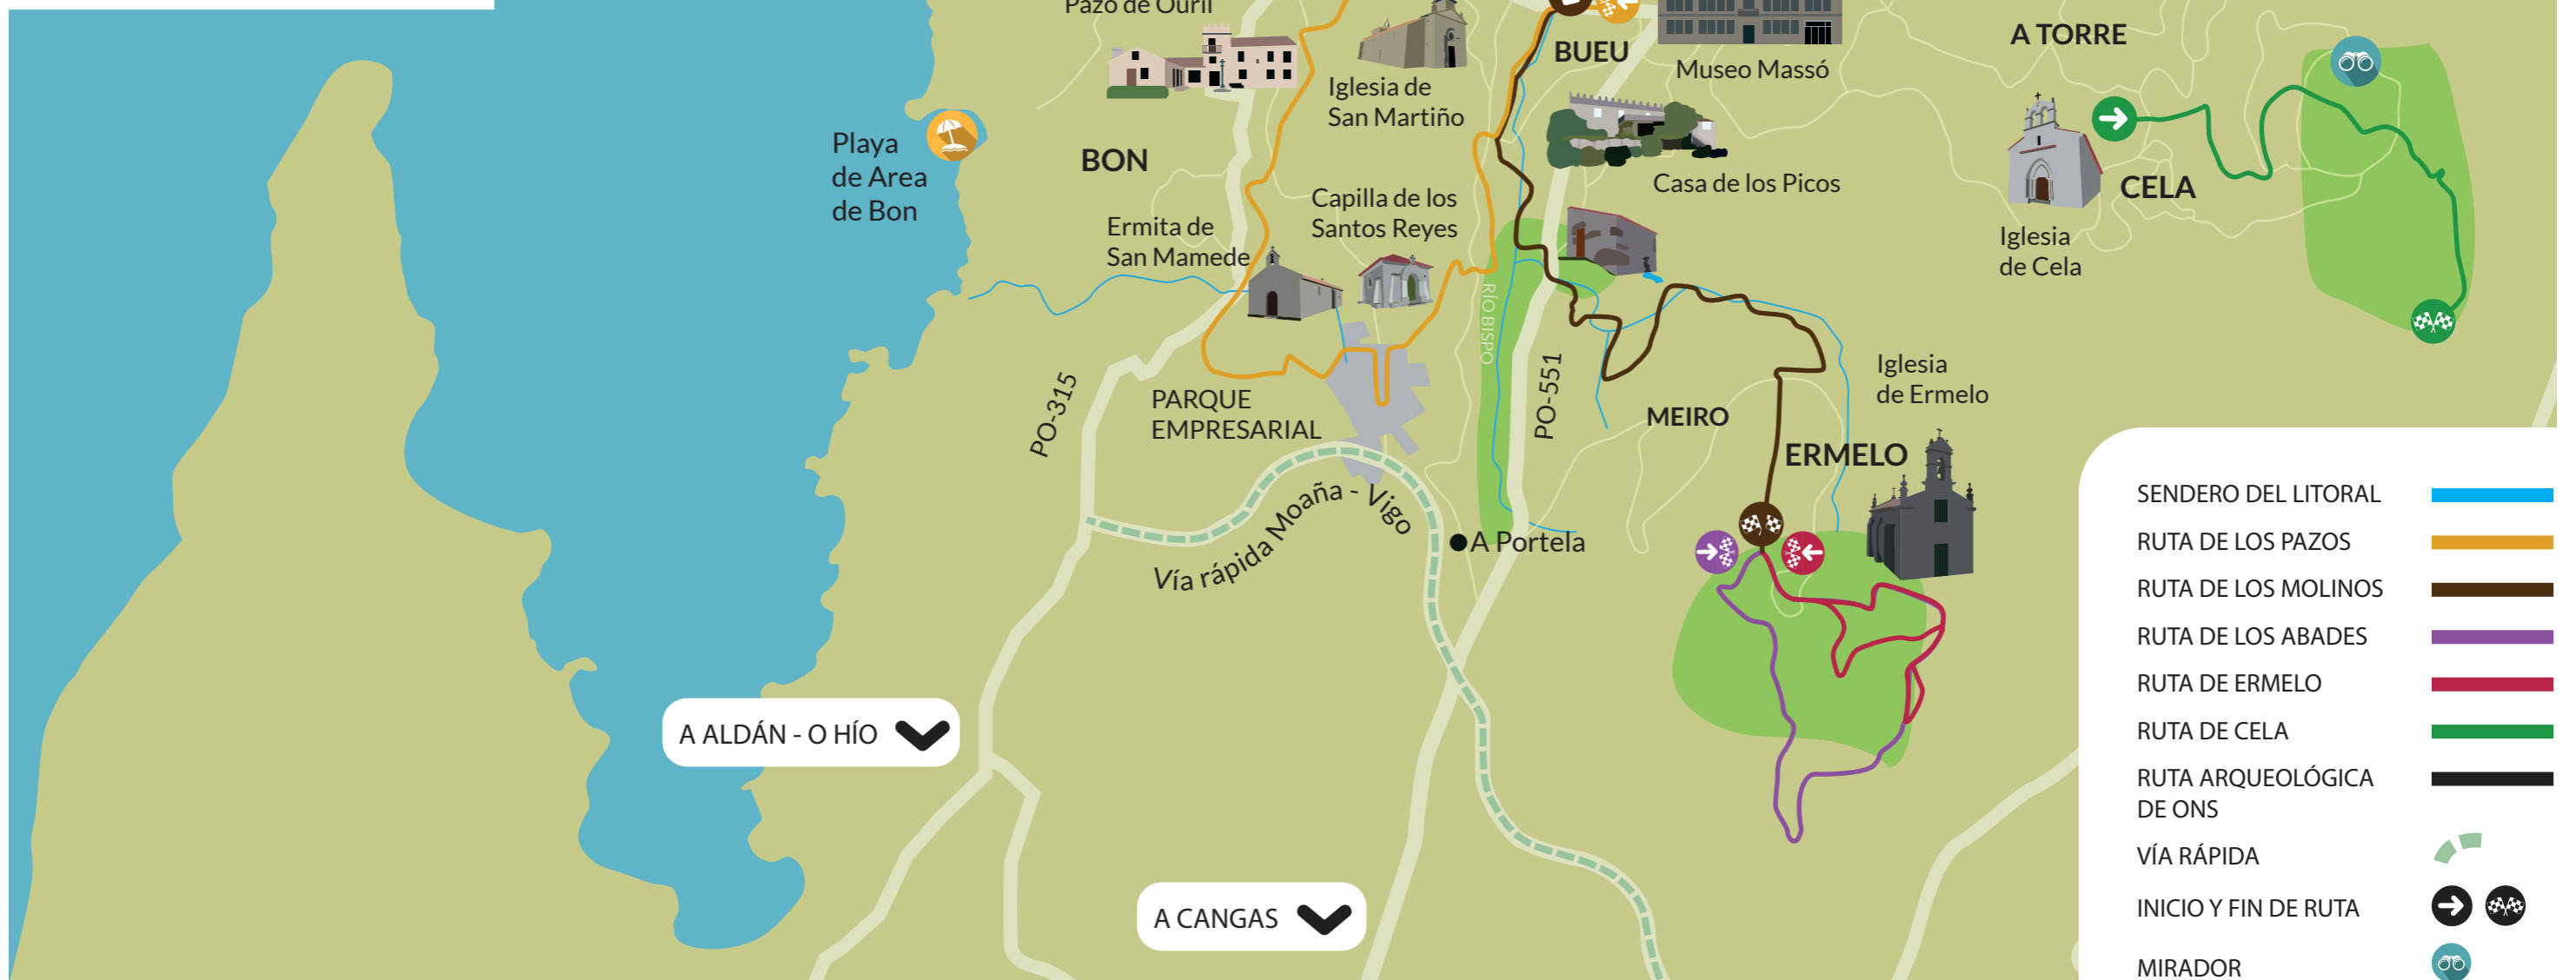 Pazo de Ouril
Iglesia de
San Martiño
BUEU
Museo Massó
A TORRE
Playa
de Area
de Bon
BON
Casa de los Picos
CELA
Iglesia
de Cela
Ermita de
San Mamede
Capilla de los
Santos Reyes
RÍO BISPO
PO-315
PARQUE
EMPRESARIAL
PO-551
MEIRO
Iglesia
de Ermelo
ERMELO
Vía rápida Moaña - Vigo
A Portela
A ALDÁN - O HÍO
A CANGAS
SENDERO DEL LITORAL
RUTA DE LOS PAZOS
RUTA DE LOS MOLINOS
RUTA DE LOS ABADES
RUTA DE ERMELO
RUTA DE CELA
RUTA ARQUEOLÓGICA
DE ONS
VÍA RÁPIDA
INICIO Y FIN DE RUTA
MIRADOR